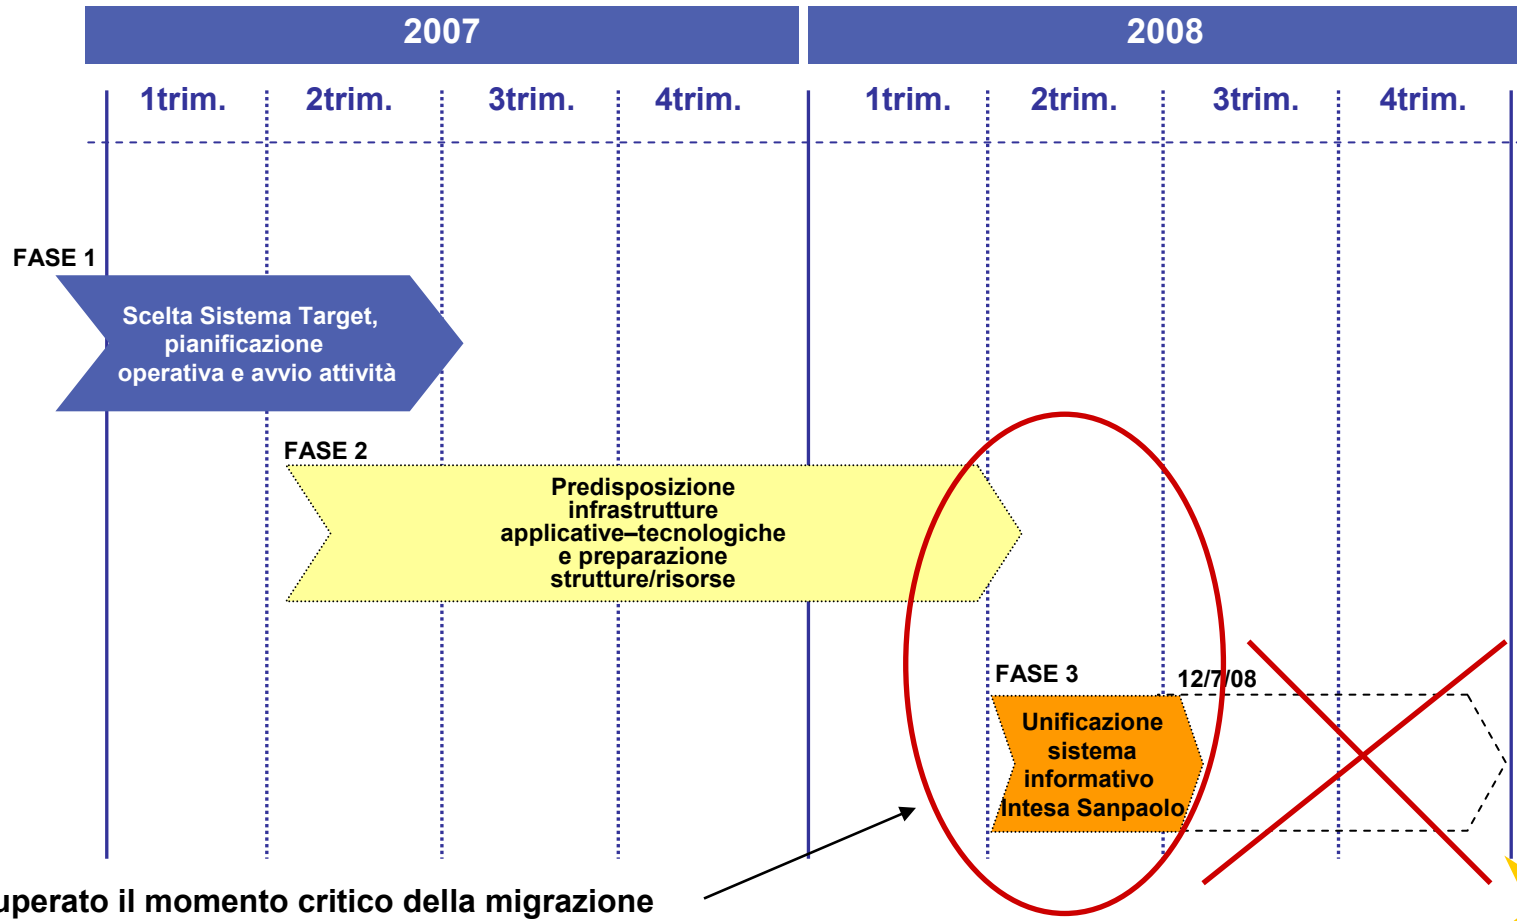 2007
2008
1trim.
2trim.
3trim.
4trim.
1trim.
2trim.
3trim.
4trim.
FASE 1
Scelta Sistema Target,
pianificazione
operativa e avvio attività
FASE 2
Predisposizione
infrastrutture
applicative–tecnologiche
e preparazione
strutture/risorse
FASE 3
12/7/08
Unificazione
sistema
informativo
Intesa Sanpaolo
uperato il momento critico della migrazione